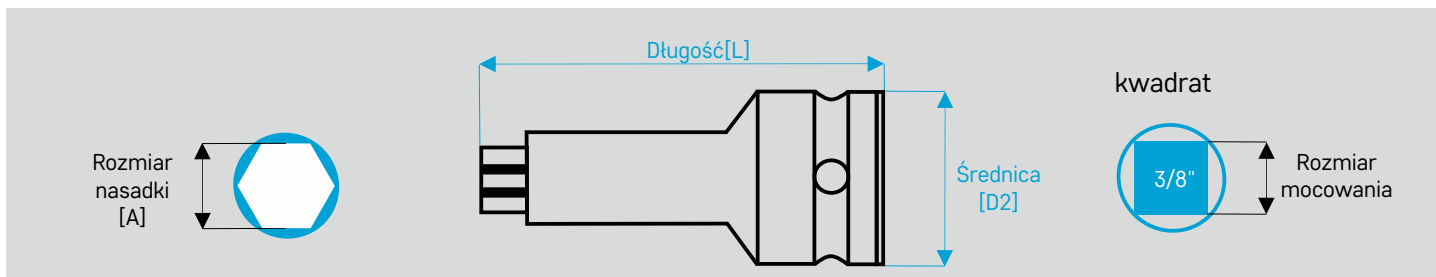 Długość[L]
kwadrat
Rozmiar
nasadki
[A]
Średnica
[D2]
3/8"
Rozmiar
mocowania